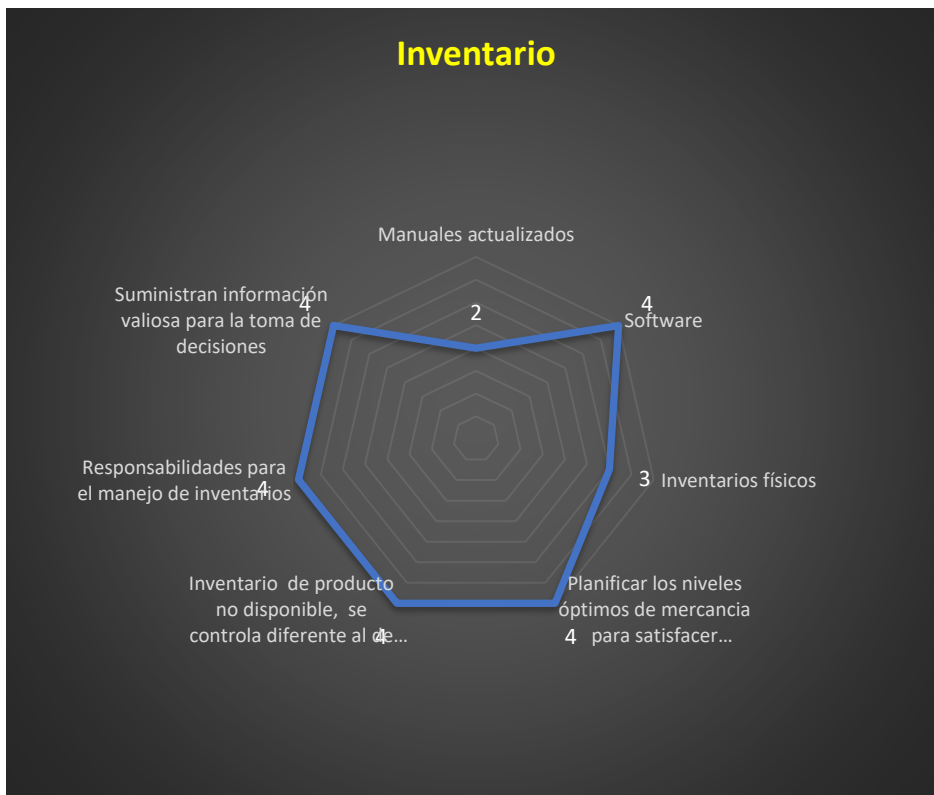 Inventario
Manuales actualizados
2
4
Software
3
Inventarios físicos
Planificar los niveles
óptimos de mercancia
para satisfacer…
4
Inventario de producto
no disponible, se
controla diferente al de…
4
Responsabilidades para
el manejo de inventarios
4
Suministran información
valiosa para la toma de
decisiones
4